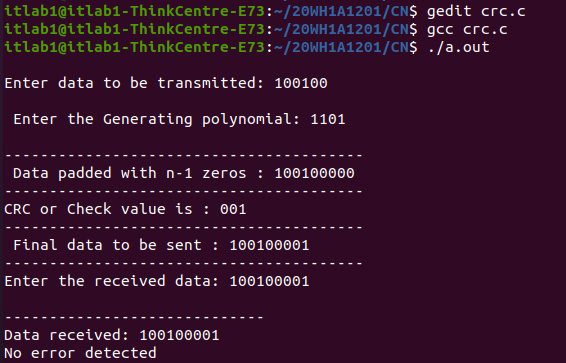 itlab1@itlab1-ThinkCentre-E73:~/20WH1A1201/CN$ gedit crc.c
itlab1@itlab1-ThinkCentre-E73:~/20WH1A1201/CN$ gcc crc.c
itlab1@itlab1-ThinkCentre-E73:~/20WH1A1201/CN$ ./a.out
Enter data to be transmitted: 100100
Enter the Generating polynomial: 1101
----------------------------------------
Data padded with n-1 zeros : 100100000
----------------------------------------
CRC or Check value is : 001
----------------------------------------
Final data to be sent : 100100001
----------------------------------------
Enter the received data: 100100001
-----------------------------
Data received: 100100001
No error detected